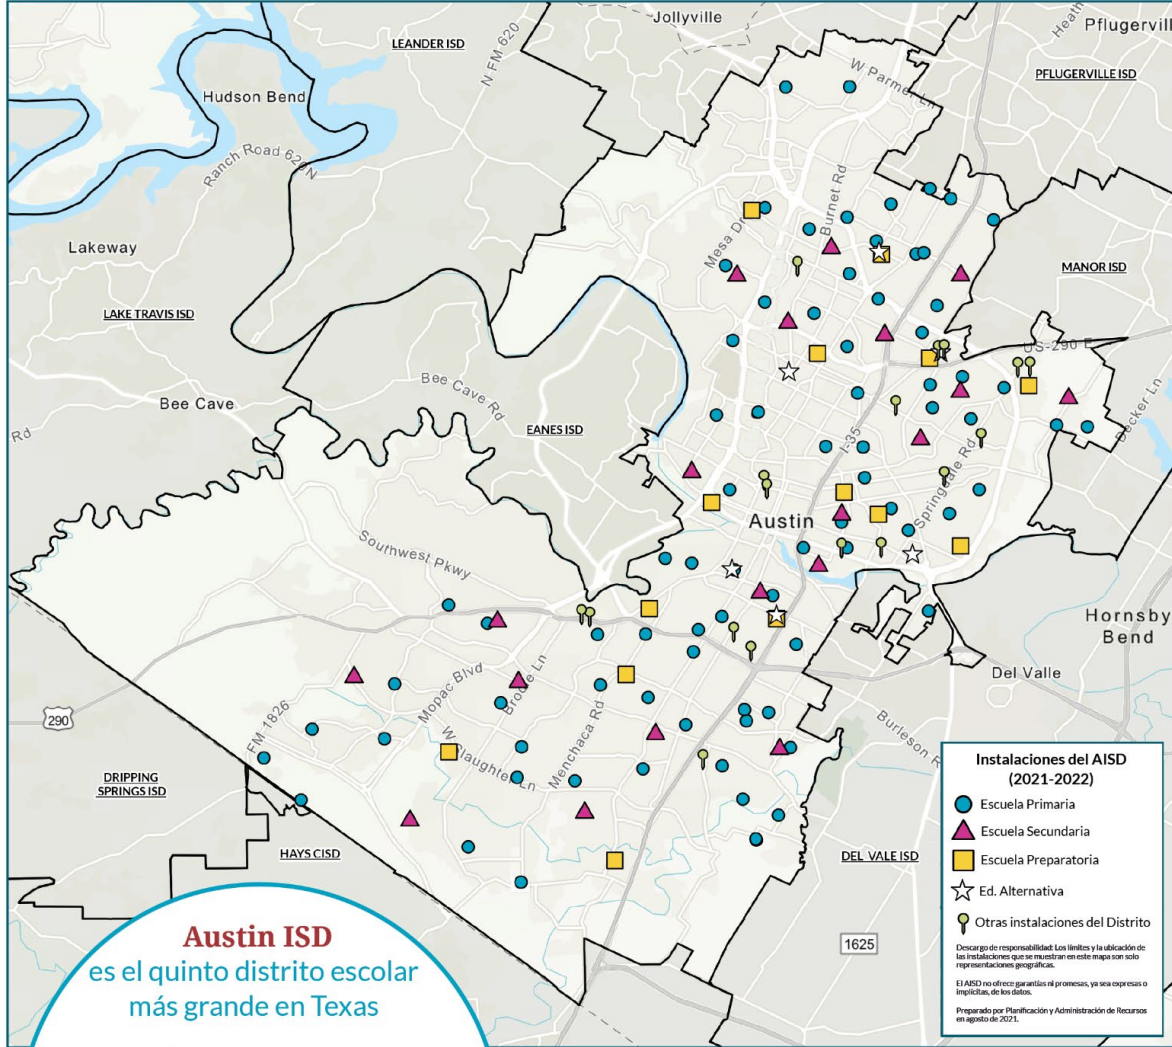 Jollyville
Pflugervill
Heath
LEANDER ISD
N FM 620
W Parmer Ln
PFLUGERVILLE ISD
Hudson Bend
Ranch Road 620 N
Burnet Rd
Mesa Dr
Lakeway
MANOR ISD
LAKE TRAVIS ISD
US-290 E
Bee Cave Rd
Bee Cave
Decker Ln
Rd
EANES ISD
I-35
Springdale Rd
Austin
Southwest Pkwy
Hornsby
Bend
Del Valle
Mopac Blvd
Brodie Ln
290
FM 1826
Menchaca Rd
W Slaughter Ln
Burleson R
DRIPPING
SPRINGS ISD
HAYS CISD
DEL VALE ISD
1625
Instalaciones del AISD
(2021-2022)
Escuela Primaria
Escuela Secundaria
Escuela Preparatoria
Ed. Alternativa
Otras instalaciones del Distrito
Descargo de responsabilidad: Los límites y la ubicación de
las instalaciones que se muestran en este mapa son solo
representaciones geográficas.
El AISD no ofrece garantías ni promesas, ya sea expresas o
implícitas, de los datos.
Preparado por Planificación y Administración de Recursos
en agosto de 2021.
Austin ISD
es el quinto distrito escolar
más grande en Texas